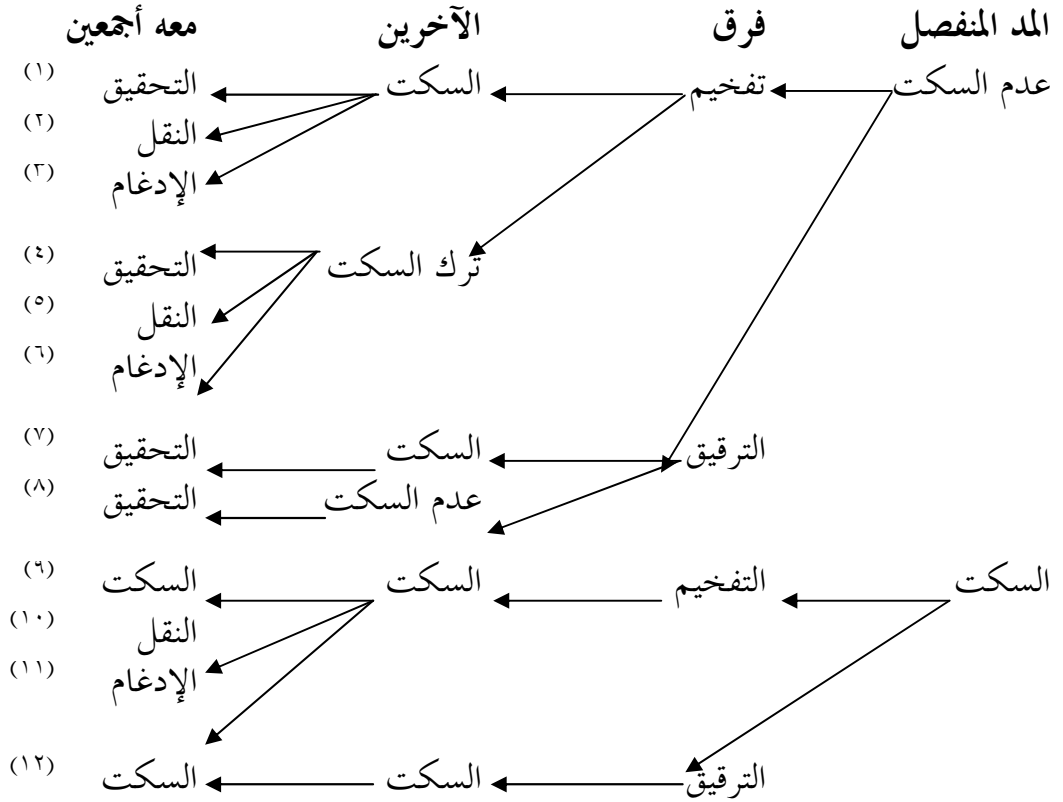 المد المنفصل فرق الآخرين معه أجمعين
عدم السكت تفخيم السكت التحقيق (١)
النقل (٢)
الإدغام (٣)
ترك السكت التحقيق (٤)
النقل (٥)
الإدغام (٦)
الترقيق السكت التحقيق (٧)
عدم السكت التحقيق (٨)
السكت التفخيم السكت السكت (٩)
النقل (١٠)
الإدغام (١١)
الترقيق السكت السكت (١٢)